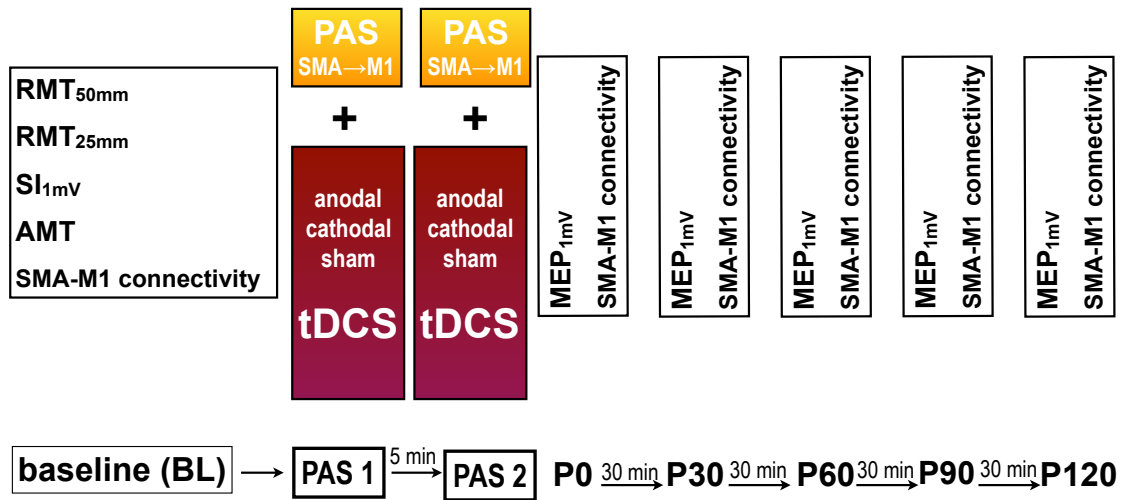 RMT50mm
RMT25mm
SI1mV
AMT
SMA-M1 connectivity
PAS
SMA→M1
+
anodal
cathodal
sham
tDCS
PAS
SMA→M1
+
anodal
cathodal
sham
tDCS
MEP1mV
SMA-M1 connectivity
MEP1mV
SMA-M1 connectivity
MEP1mV
SMA-M1 connectivity
MEP1mV
SMA-M1 connectivity
MEP1mV
SMA-M1 connectivity
baseline (BL) → PAS 1 5 min → PAS 2 P0 30 min → P30 30 min → P60 30 min → P90 30 min → P120